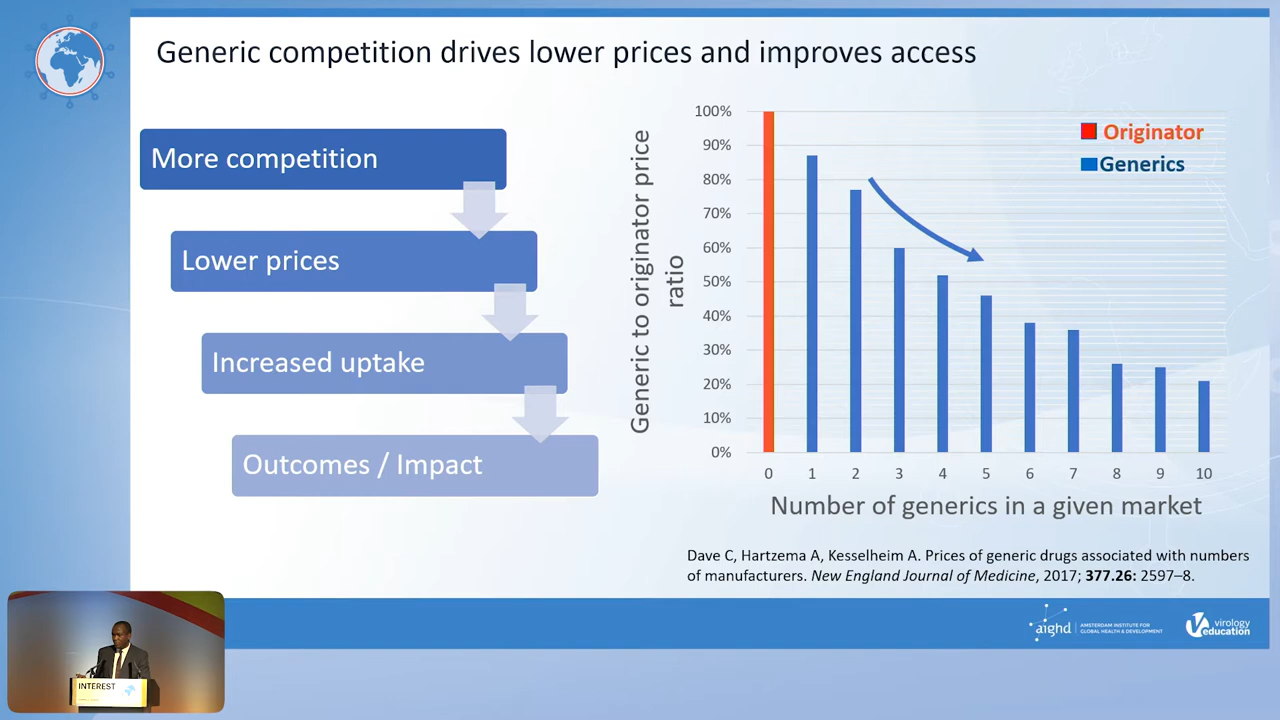 Generic competition drives lower prices and improves access
More competition
Lower prices
Increased uptake
Outcomes / Impact
Generic to originator price
ratio
100%
90%
80%
70%
60%
50%
40%
30%
20%
10%
0%
Originator
Generics
0 1 2 3 4 5 6 7 8 9 10
Number of generics in a given market
Dave C, Hartzema A, Kesselheim A. Prices of generic drugs associated with numbers
of manufacturers. New England Journal of Medicine, 2017; 377.26: 2597–8.
INTEREST
aighd
AMSTERDAM INSTITUTE FOR
GLOBAL HEALTH & DEVELOPMENT
virology
education